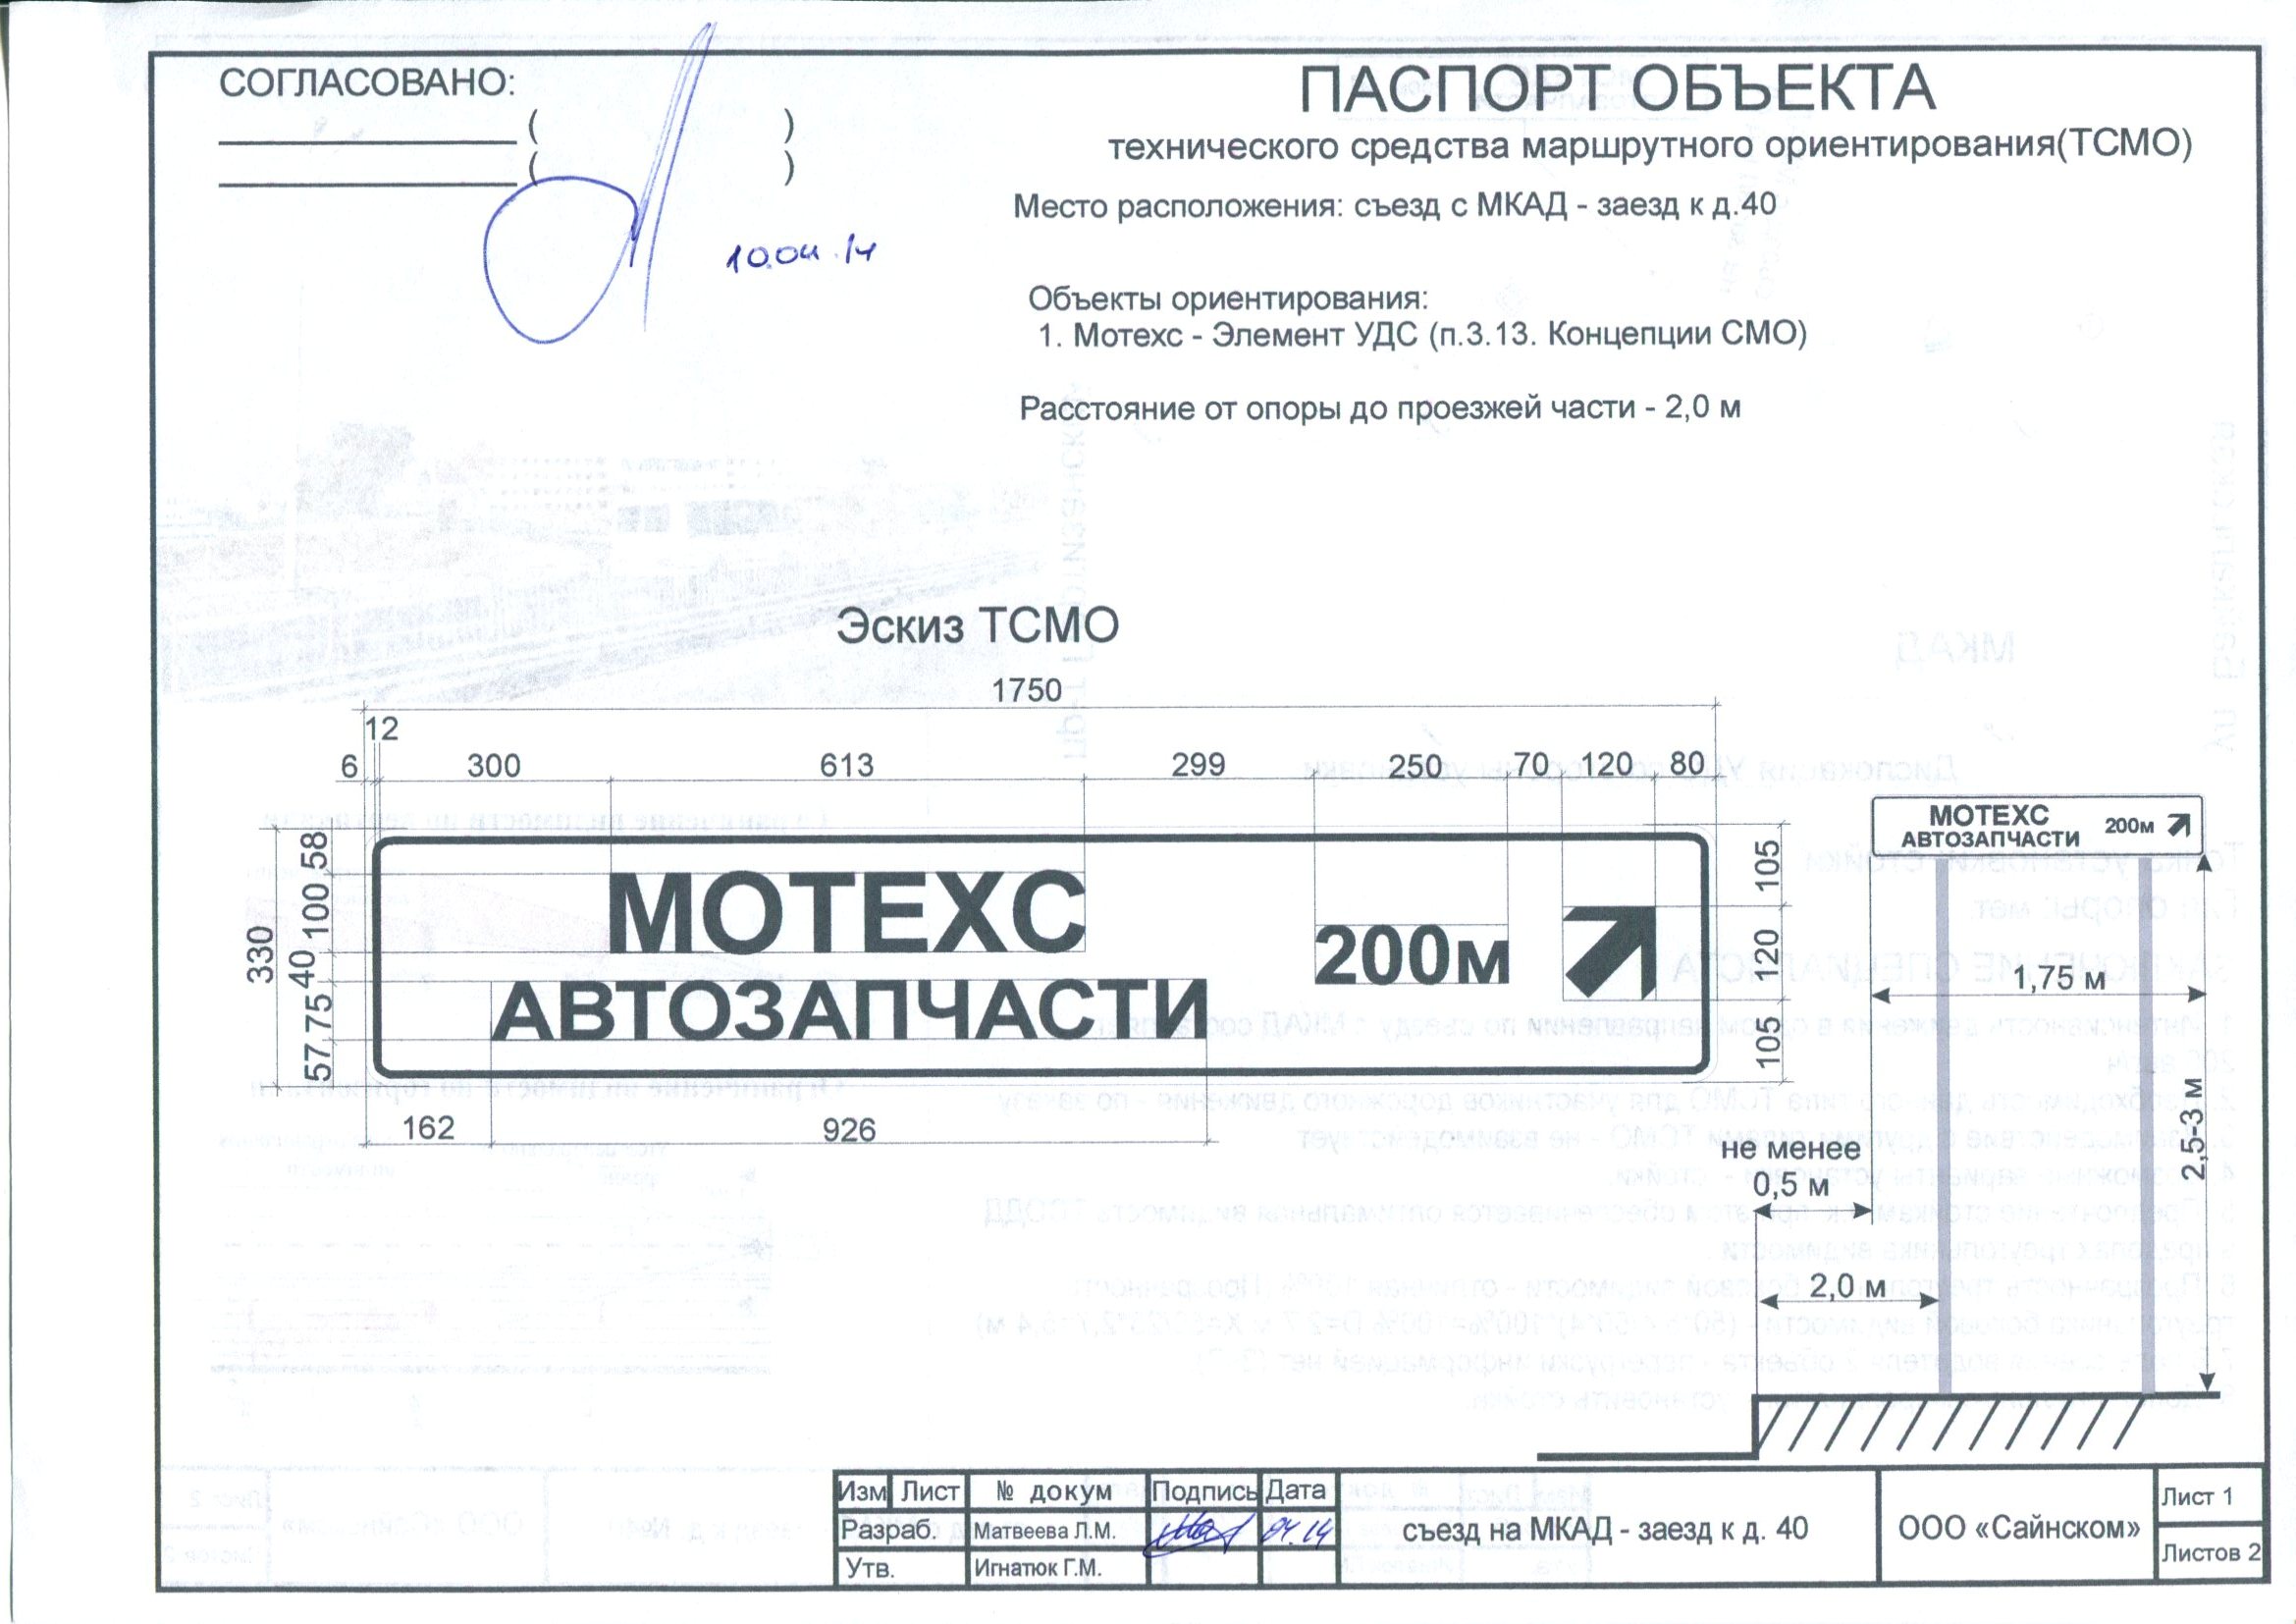 СОГЛАСОВАНО:
( )
( )
10.04.14
ПАСПОРТ ОБЪЕКТА
технического средства маршрутного ориентирования(ТСМО)
Место расположения: съезд с МКАД - заезд к д.40
Объекты ориентирования:
1. Мотехс - Элемент УДС (п.3.13. Концепции СМО)
Расстояние от опоры до проезжей части - 2,0 м
Эскиз ТСМО
1750
12
6 300 613 299 250 70 120 80
330
58
100
40
75
57
МОТЕХС
АВТОЗАПЧАСТИ
200м
105
120
105
162 926
МОТЕХС
АВТОЗАПЧАСТИ
200м
1,75 м
2,5-3 м
не менее
0,5 м
2,0 м
Изм Лист № докум Подпись Дата
Разраб. Матвеева Л.М. 04.14
Утв. Игнатюк Г.М.
съезд на МКАД - заезд к д. 40
ООО «Сайнском»
Лист 1
Листов 2